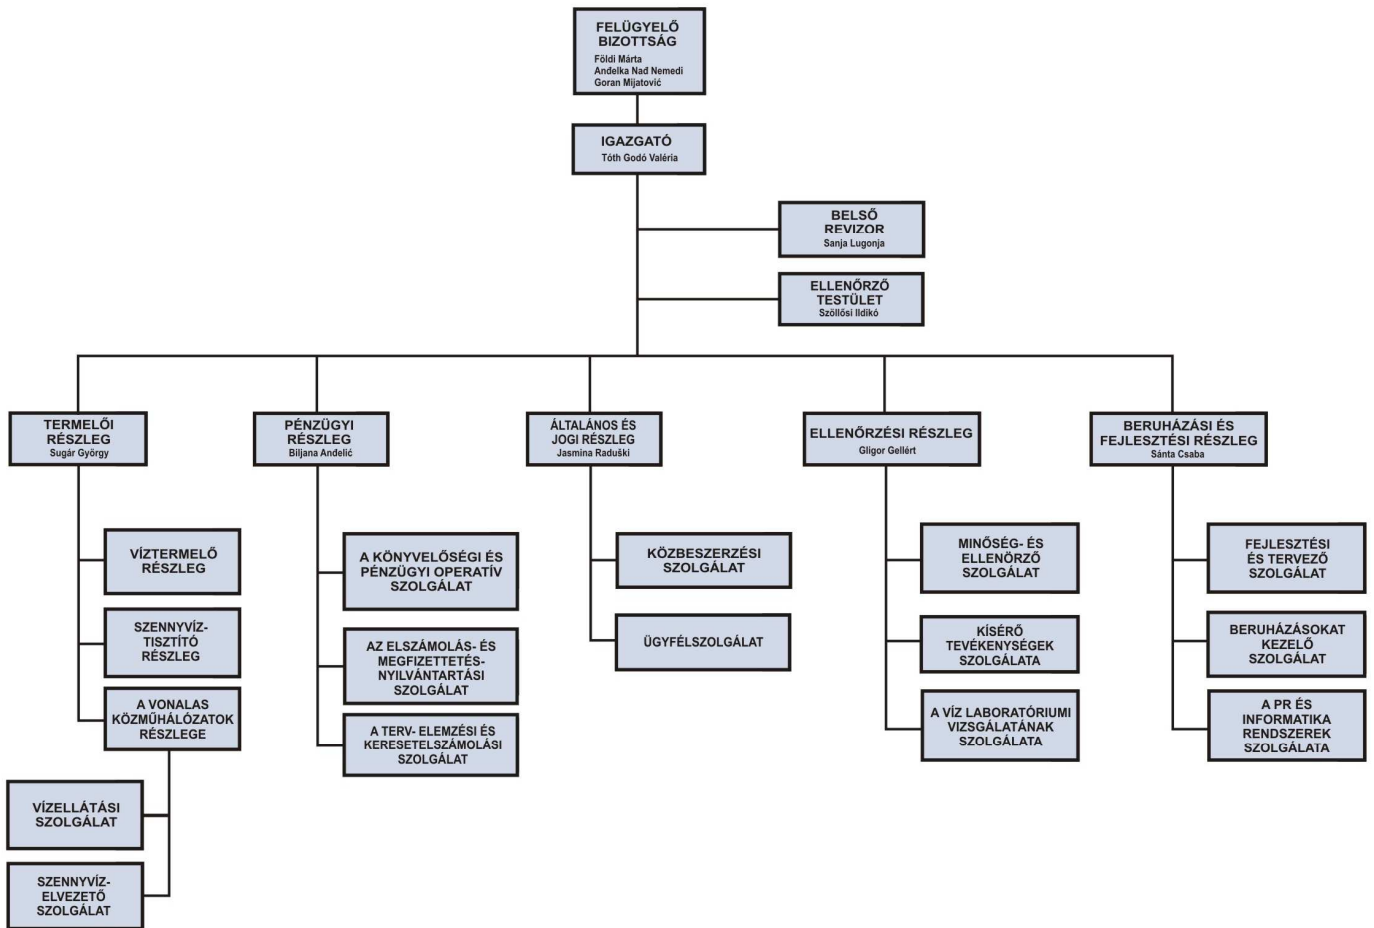 FELÜGYELŐ
BIZOTTSÁG
Földi Márta
Anđelka Nađ Nemedi
Goran Mijatović
IGAZGATÓ
Tóth Godó Valéria
BELSŐ
REVIZOR
Sanja Lugonja
ELLENŐRZŐ
TESTÜLET
Szöllősi Ildikó
TERMELŐI
RÉSZLEG
Sugár György
PÉNZÜGYI
RÉSZLEG
Biljana Anđelić
ÁLTALÁNOS ÉS
JOGI RÉSZLEG
Jasmina Raduški
ELLENŐRZÉSI RÉSZLEG
Gligor Gellért
BERUHÁZÁSI ÉS
FEJLESZTÉSI RÉSZLEG
Sánta Csaba
VÍZTERMELŐ
RÉSZLEG
SZENNYVÍZ-
TISZTÍTÓ
RÉSZLEG
A VONALAS
KÖZMŰHÁLÓZATOK
RÉSZLEGE
VÍZELLÁTÁSI
SZOLGÁLAT
SZENNYVÍZ-
ELVEZETŐ
SZOLGÁLAT
A KÖNYVELŐSÉGI ÉS
PÉNZÜGYI OPERATÍV
SZOLGÁLAT
AZ ELSZÁMOLÁS- ÉS
MEGFIZETTETÉS-
NYILVÁNTARTÁSI
SZOLGÁLAT
A TERV- ELEMZÉSI ÉS
KERESETELSZÁMOLÁSI
SZOLGÁLAT
KÖZBESZERZÉSI
SZOLGÁLAT
ÜGYFÉLSZOLGÁLAT
MINŐSÉG- ÉS
ELLENŐRZŐ
SZOLGÁLAT
KÍSÉRŐ
TEVÉKENYSÉGEK
SZOLGÁLATA
A VÍZ LABORATÓRIUMI
VIZSGÁLATÁNAK
SZOLGÁLATA
FEJLESZTÉSI
ÉS TERVEZŐ
SZOLGÁLAT
BERUHÁZÁSOKAT
KEZELŐ
SZOLGÁLAT
A PR ÉS
INFORMATIKA
RENDSZEREK
SZOLGÁLATA